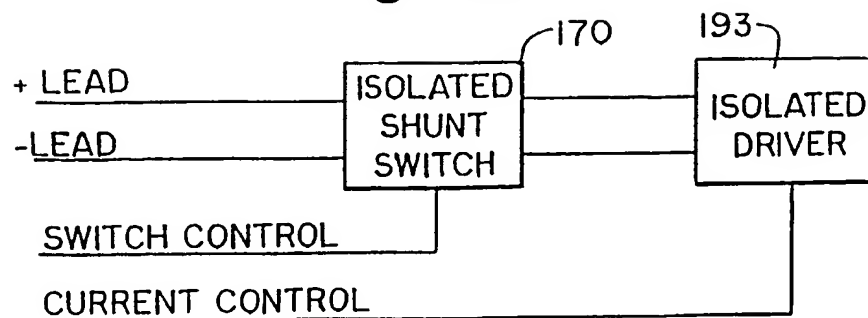 170
193
+ LEAD
-LEAD
ISOLATED
SHUNT
SWITCH
ISOLATED
DRIVER
SWITCH CONTROL
CURRENT CONTROL